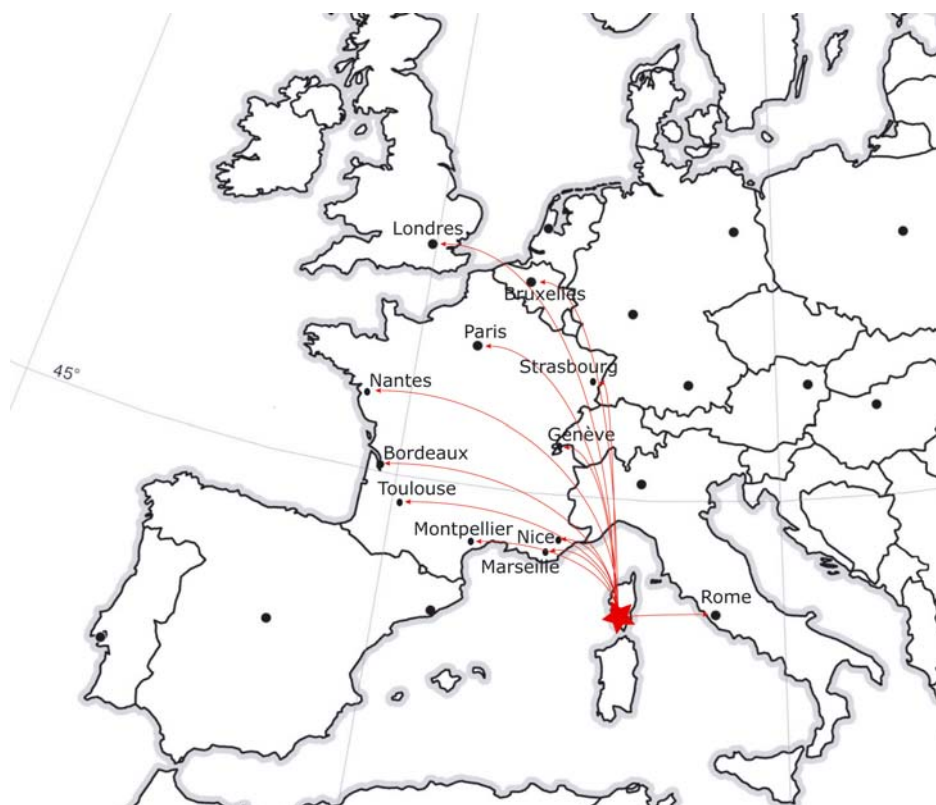 Londres
Bruxelles
Paris
Strasbourg
45°
Nantes
Genève
Bordeaux
Toulouse
Montpellier
Nice
Marseille
Rome